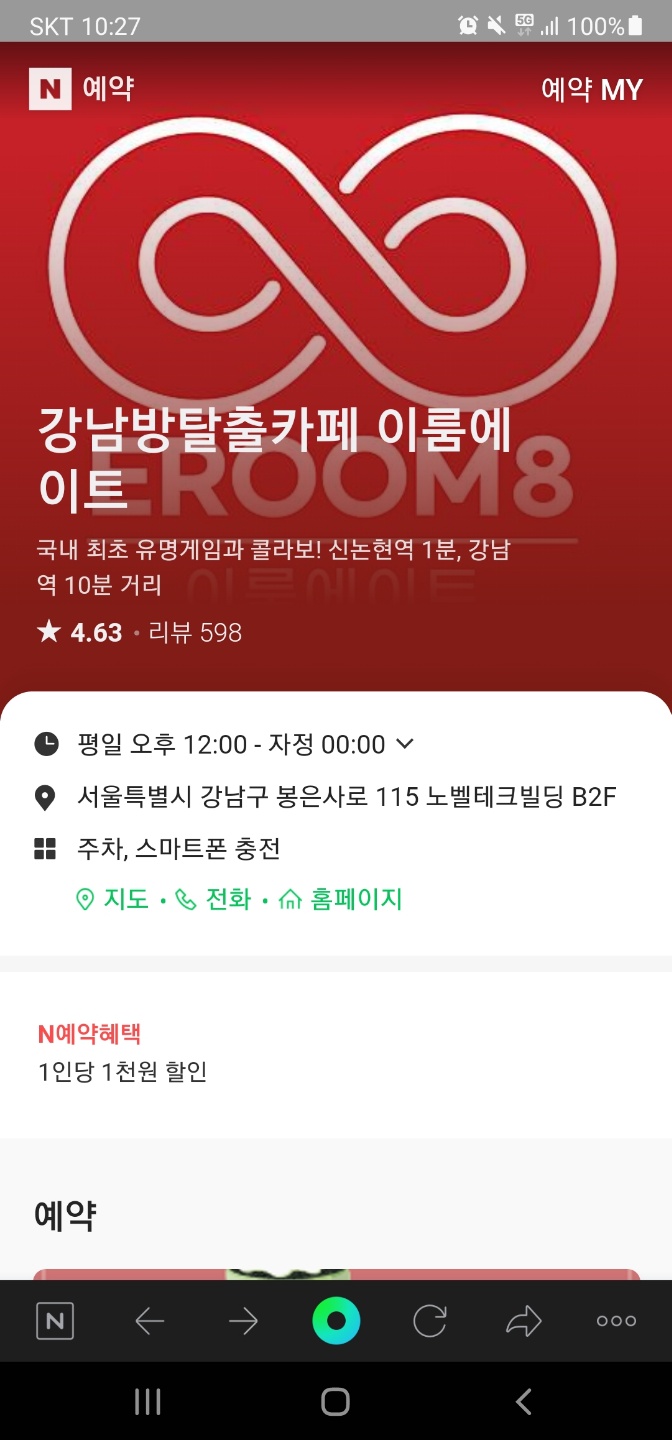 SKT 10:27
5G
100%
N 예약
예약 MY
강남방탈출카페 이룸에
이트
EROOM8
이룸에이트
국내 최초 유명게임과 콜라보! 신논현역 1분, 강남
역 10분 거리
★ 4.63 • 리뷰 598
평일 오후 12:00 - 자정 00:00
서울특별시 강남구 봉은사로 115 노벨테크빌딩 B2F
주차, 스마트폰 충전
지도 • 전화 • 홈페이지
N예약혜택
1인당 1천원 할인
예약
N